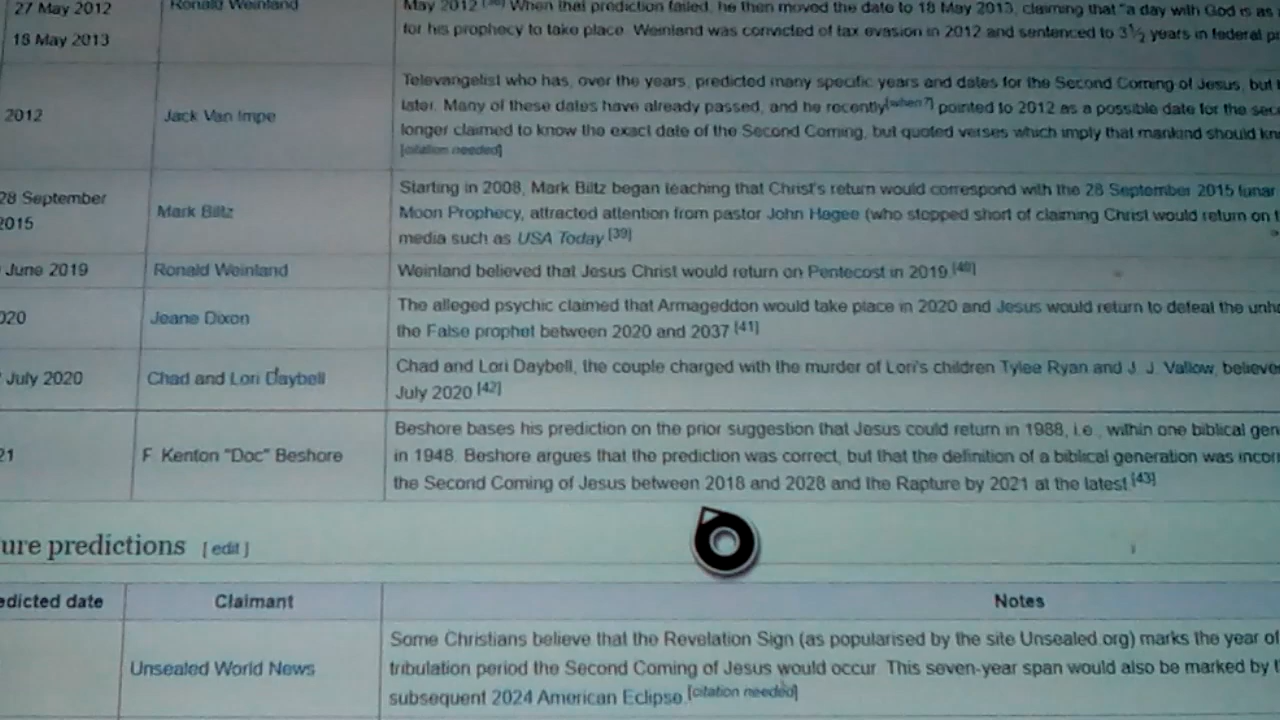 27 May 2012
18 May 2013
Ronald Weinland
May 2012 When that prediction failed, he then moved the date to 18 May 2013, claiming that "a day with God is as
for his prophecy to take place. Weinland was convicted of tax evasion in 2012 and sentenced to 3½ years in federal
2012
Jack Van Impe
Televangelist who has, over the years, predicted many specific years and dates for the Second Coming of Jesus, but
later. Many of these dates have already passed, and he recently[when?] pointed to 2012 as a possible date for the
longer claimed to know the exact date of the Second Coming, but quoted verses which imply that mankind should
[citation needed]
28 September
2015
Mark Biltz
Starting in 2008, Mark Biltz began teaching that Christ's return would correspond with the 28 September 2015 lunar
Moon Prophecy, attracted attention from pastor John Hagee (who stopped short of claiming Christ would return on
media such as USA Today.[39]
June 2019
Ronald Weinland
Weinland believed that Jesus Christ would return on Pentecost in 2019.[40]
020
Jeane Dixon
The alleged psychic claimed that Armageddon would take place in 2020 and Jesus would return to defeat the
the False prophet between 2020 and 2037.[41]
July 2020
Chad and Lori Daybell
Chad and Lori Daybell, the couple charged with the murder of Lori's children Tylee Ryan and J. J. Vallow, believe
July 2020.[42]
21
F. Kenton "Doc" Beshore
Beshore bases his prediction on the prior suggestion that Jesus could return in 1988, i.e., within one biblical gen
in 1948. Beshore argues that the prediction was correct, but that the definition of a biblical generation was incor
the Second Coming of Jesus between 2018 and 2028 and the Rapture by 2021 at the latest.[43]
ure predictions [ edit ]
edicted date
Claimant
Notes
Unsealed World News
Some Christians believe that the Revelation Sign (as popularised by the site Unsealed.org) marks the year of
tribulation period the Second Coming of Jesus would occur. This seven-year span would also be marked by
subsequent 2024 American Eclipse.[citation needed]